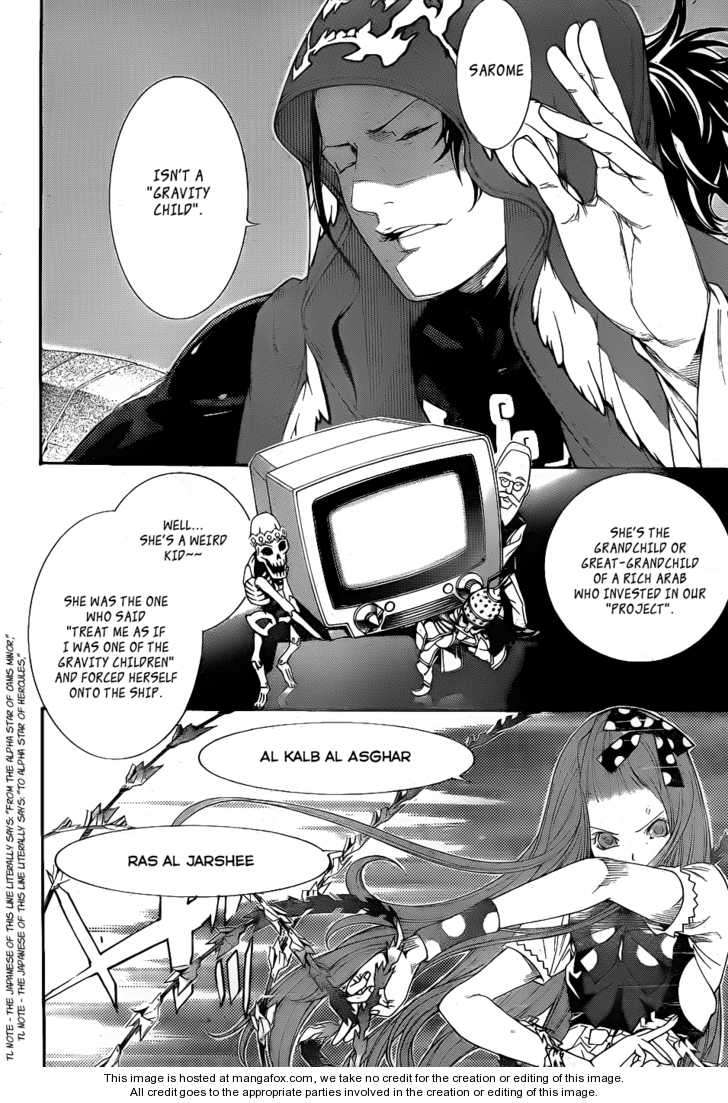 SAROME
ISN'T A
"GRAVITY
CHILD".
SHE'S THE
GRANDCHILD OR
GREAT-GRANDCHILD
OF A RICH ARAB
WHO INVESTED IN OUR
"PROJECT".
WELL...
SHE'S A WEIRD
KID~~
SHE WAS THE ONE
WHO SAID
"TREAT ME AS IF
I WAS ONE OF THE
GRAVITY CHILDREN"
AND FORCED HERSELF
ONTO THE SHIP.
AL KALB AL ASGHAR
RAS AL JARSHEE
TL NOTE - THE JAPANESE OF THIS LINE LITERALLY SAYS: "FROM THE ALPHA STAR OF CANIS MINOR,"
TL NOTE - THE JAPANESE OF THIS LINE LITERALLY SAYS: "TO ALPHA STAR OF HERCULES,"
This image is hosted at mangafox.com, we take no credit for the creation or editing of this image.
All credit goes to the appropriate parties involved in the creation or editing of this image.